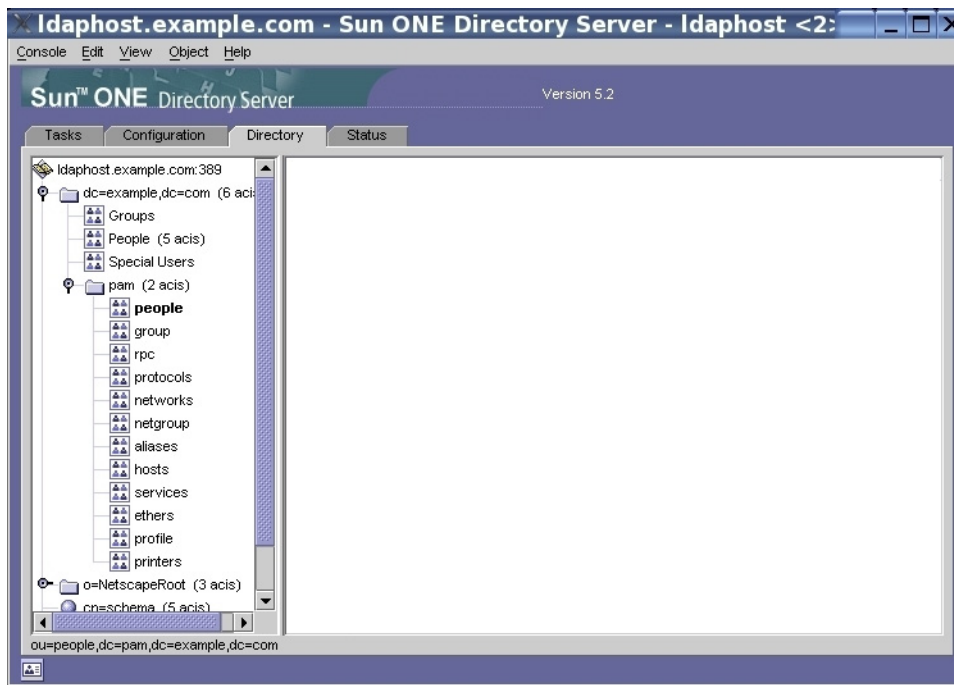 ldaphost.example.com - Sun ONE Directory Server - ldaphost <2>
Console Edit View Object Help
Sun™ ONE Directory Server
Version 5.2
Tasks Configuration Directory Status
ldaphost.example.com:389
dc=example,dc=com (6 aci
Groups
People (5 acis)
Special Users
pam (2 acis)
people
group
rpc
protocols
networks
netgroup
aliases
hosts
services
ethers
profile
printers
o=NetscapeRoot (3 acis)
cn=schema (5 acis)
ou=people,dc=pam,dc=example,dc=com